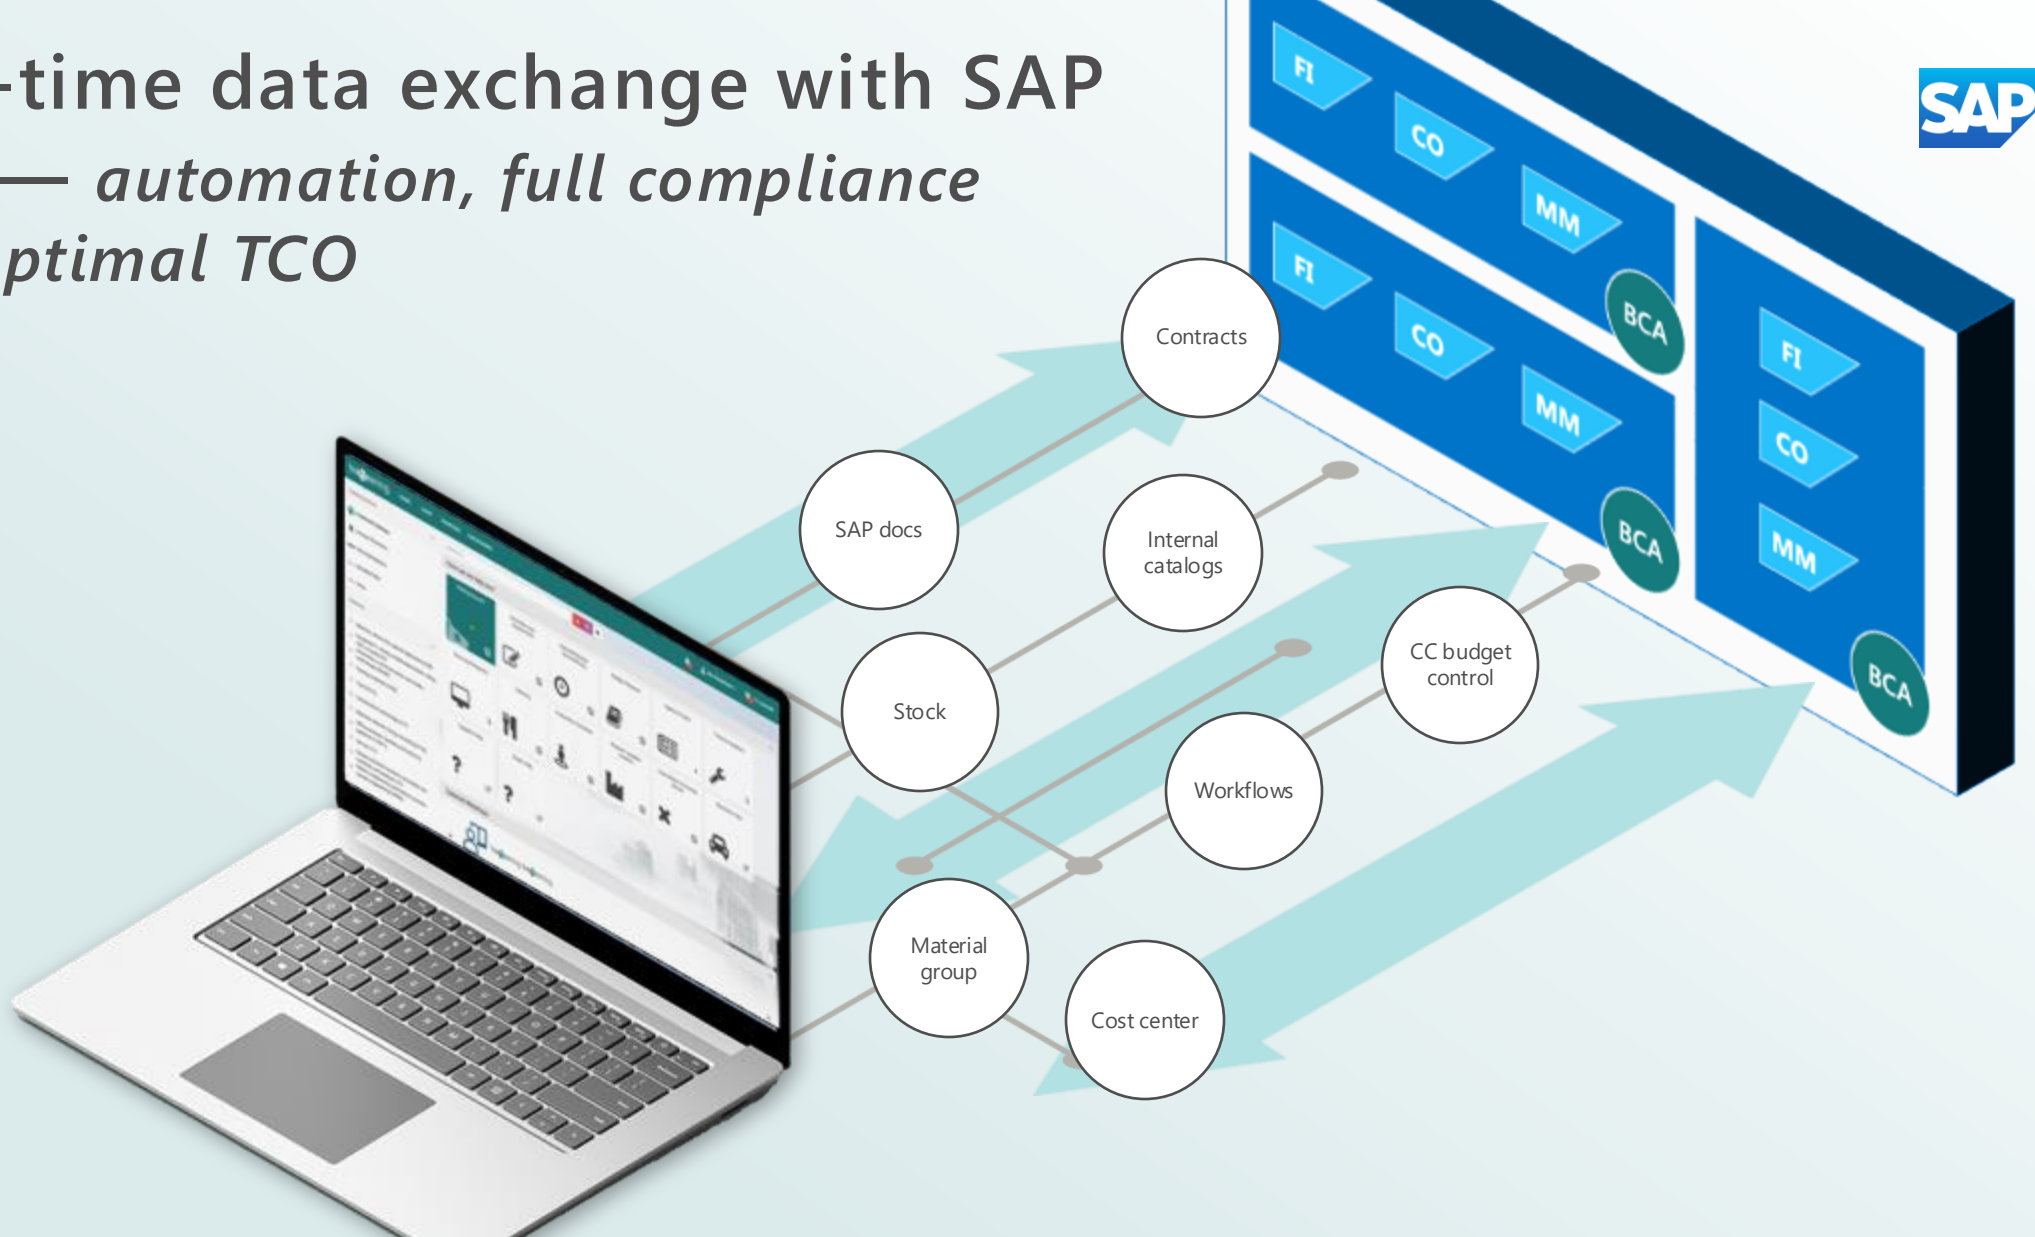 -time data exchange with SAP
— automation, full compliance
ptimal TCO
SAP
FI
CO
MM
BCA
FI
CO
MM
BCA
FI
CO
MM
BCA
Contracts
SAP docs
Internal
catalogs
Stock
CC budget
control
Workflows
Material
group
Cost center